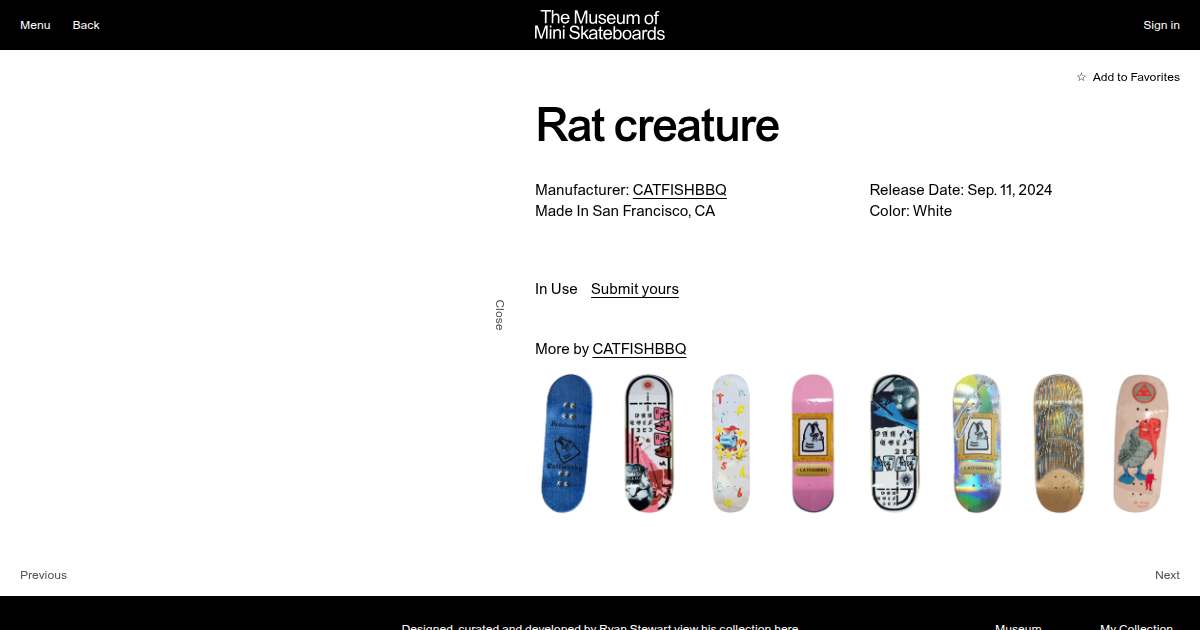 Menu
Back
The Museum of
Mini Skateboards
Sign in
☆ Add to Favorites
Rat creature
Manufacturer: CATFISHBBQ
Made In San Francisco, CA
Release Date: Sep. 11, 2024
Color: White
In Use
Submit yours
Close
More by CATFISHBBQ
CATFISHBBQ
CATFISHBBQ
Previous
Next
Designed, curated and developed by Ryan Stewart view his collection here
Museum
My Collection